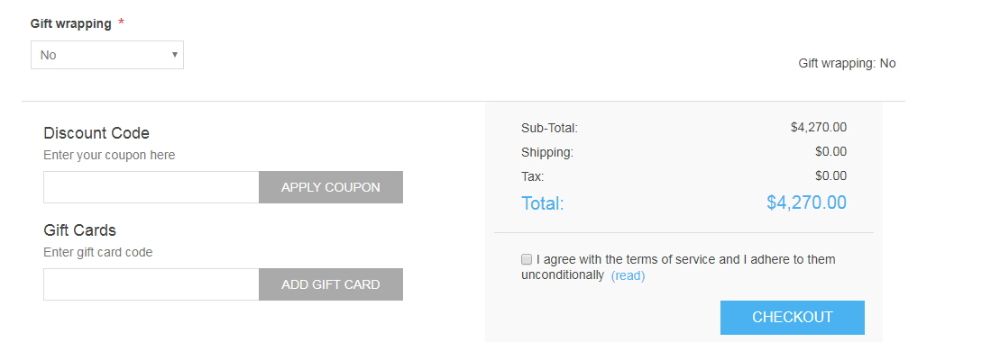 Gift wrapping *
No
Gift wrapping: No
Discount Code
Enter your coupon here
APPLY COUPON
Gift Cards
Enter gift card code
ADD GIFT CARD
Sub-Total: $4,270.00
Shipping: $0.00
Tax: $0.00
Total: $4,270.00
I agree with the terms of service and I adhere to them
unconditionally (read)
CHECKOUT